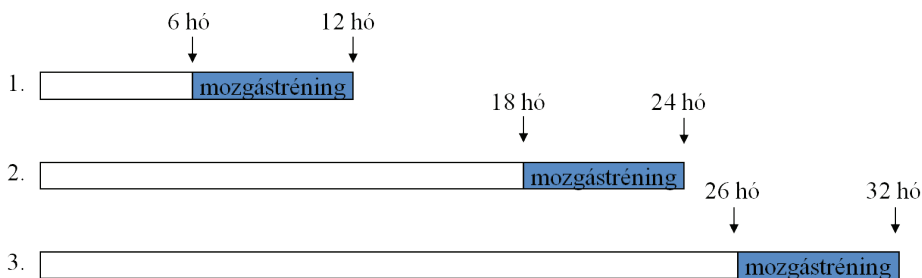 6 hó 12 hó
1. mozgástréning
18 hó 24 hó
2. mozgástréning
26 hó 32 hó
3. mozgástréning